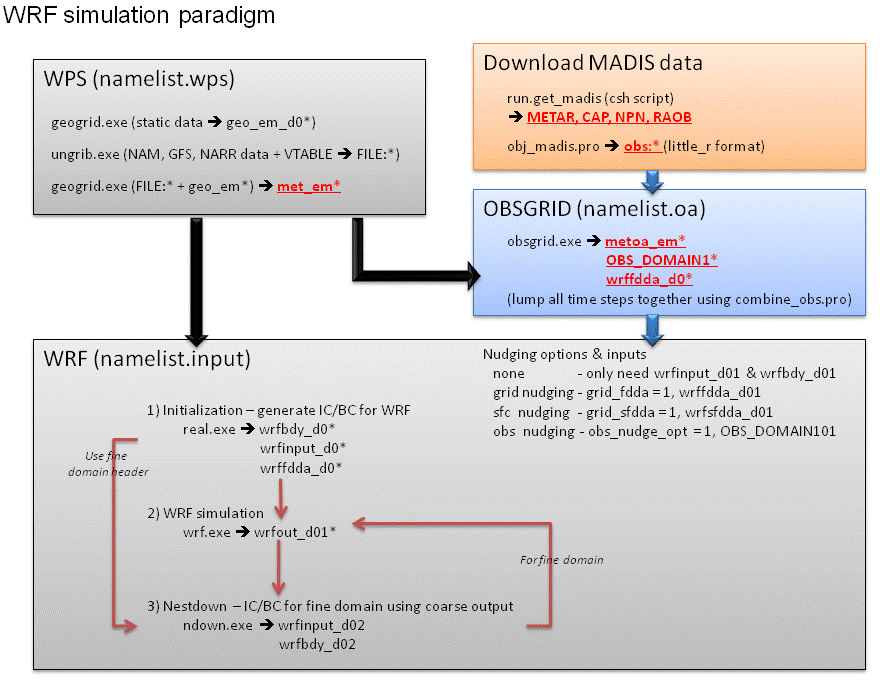 WRF simulation paradigm
WPS (namelist.wps)
geogrid.exe (static data ➔ geo_em_d0*)
ungrib.exe (NAM, GFS, NARR data + VTABLE ➔ FILE:*)
geogrid.exe (FILE:* + geo_em*) ➔ met_em*
Download MADIS data
run.get_madis (csh script)
➔ METAR, CAP, NPN, RAOB
obj_madis.pro ➔ obs:* (little_r format)
OBSGRID (namelist.oa)
obsgrid.exe ➔ metoa_em*
OBS_DOMAIN1*
wrffdda_d0*
(lump all time steps together using combine_obs.pro)
WRF (namelist.input)
Nudging options & inputs
none - only need wrfinput_d01 & wrfbdy_d01
grid nudging - grid_fdda = 1, wrffdda_d01
sfc nudging - grid_sfdda = 1, wrfsfdda_d01
obs nudging - obs_nudge_opt = 1, OBS_DOMAIN101
1) Initialization – generate IC/BC for WRF
real.exe ➔ wrfbdy_d0*
wrfinput_d0*
wrffdda_d0*
Use fine
domain header
2) WRF simulation
wrf.exe ➔ wrfout_d01*
For fine domain
3) Nestdown – IC/BC for fine domain using coarse output
ndown.exe ➔ wrfinput_d02
wrfbdy_d02